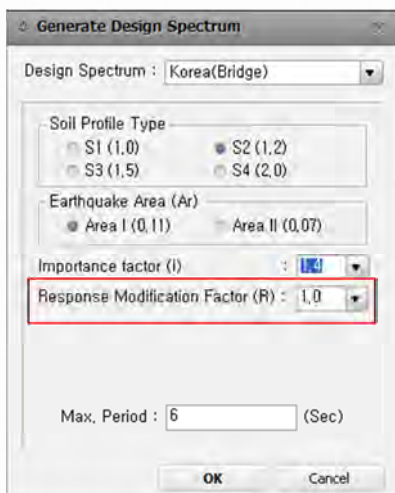 Generate Design Spectrum
Design Spectrum : Korea(Bridge)
Soil Profile Type
S1 (1,0) S2 (1,2)
S3 (1,5) S4 (2,0)
Earthquake Area (Ar)
Area I (0,11) Area II (0,07)
Importance factor (I) : 1,4
Response Modification Factor (R) : 1,0
Max, Period : 6 (Sec)
OK Cancel